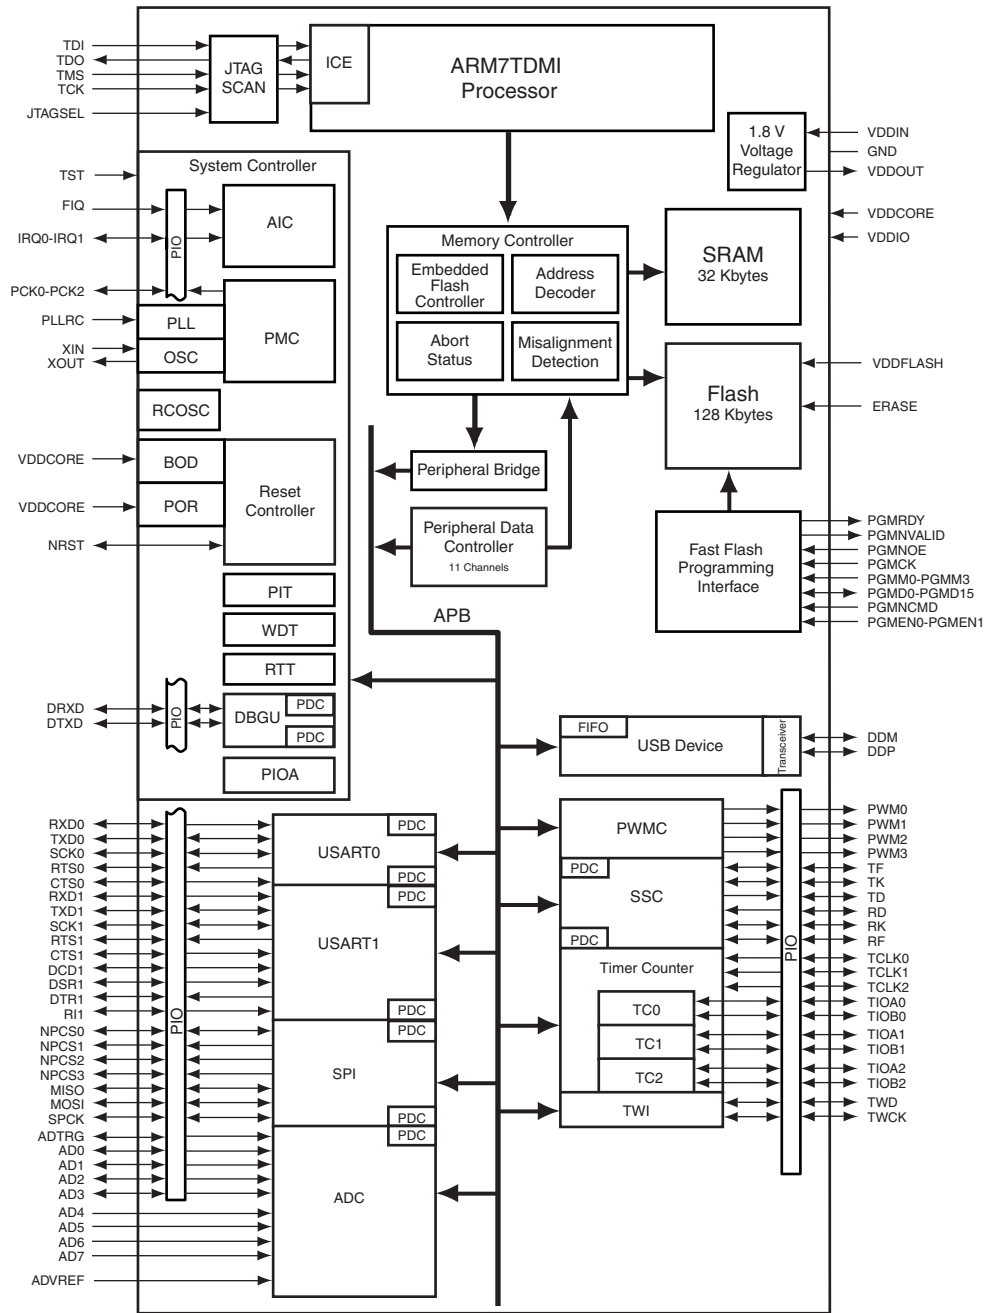 TDI
TDO
TMS
TCK
JTAGSEL
JTAG
SCAN
ICE
ARM7TDMI
Processor
1.8 V
Voltage
Regulator
VDDIN
GND
VDDOUT
VDDCORE
VDDIO
System Controller
TST
FIQ
IRQ0-IRQ1
PIO
AIC
PCK0-PCK2
PLLRC
XIN
XOUT
PLL
OSC
PMC
RCOSC
VDDCORE
VDDCORE
NRST
BOD
POR
Reset
Controller
PIT
WDT
RTT
DRXD
DTXD
PIO
DBGU
PDC
PDC
PIOA
Memory Controller
Embedded
Flash
Controller
Address
Decoder
Abort
Status
Misalignment
Detection
SRAM
32 Kbytes
Flash
128 Kbytes
VDDFLASH
ERASE
Peripheral Bridge
Peripheral Data
Controller
11 Channels
APB
Fast Flash
Programming
Interface
PGMRDY
PGMNVALID
PGMNOE
PGMCK
PGMM0-PGMM3
PGMD0-PGMD15
PGMNCMD
PGMEN0-PGMEN1
FIFO
USB Device
Transceiver
DDM
DDP
RXD0
TXD0
SCK0
RTS0
CTS0
RXD1
TXD1
SCK1
RTS1
CTS1
DCD1
DSR1
DTR1
RI1
NPCS0
NPCS1
NPCS2
NPCS3
MISO
MOSI
SPCK
ADTRG
AD0
AD1
AD2
AD3
AD4
AD5
AD6
AD7
ADVREF
PIO
PDC
USART0
PDC
PDC
USART1
PDC
PDC
SPI
PDC
PDC
ADC
PWMC
PDC
SSC
PDC
Timer Counter
TC0
TC1
TC2
TWI
PIO
PWM0
PWM1
PWM2
PWM3
TF
TK
TD
RD
RK
RF
TCLK0
TCLK1
TCLK2
TIOA0
TIOB0
TIOA1
TIOB1
TIOA2
TIOB2
TWD
TWCK